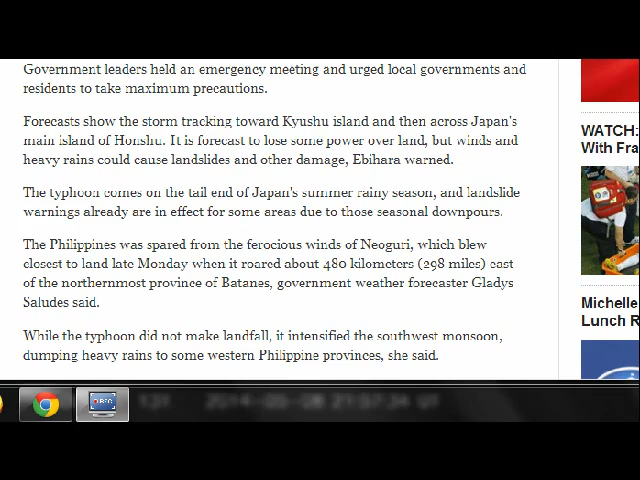 Government leaders held an emergency meeting and urged local governments and
residents to take maximum precautions.
Forecasts show the storm tracking toward Kyushu island and then across Japan's
main island of Honshu. It is forecast to lose some power over land, but winds and
heavy rains could cause landslides and other damage, Ebihara warned.
The typhoon comes on the tail end of Japan's summer rainy season, and landslide
warnings already are in effect for some areas due to those seasonal downpours.
The Philippines was spared from the ferocious winds of Neoguri, which blew
closest to land late Monday when it roared about 480 kilometers (298 miles) east
of the northernmost province of Batanes, government weather forecaster Gladys
Saludes said.
While the typhoon did not make landfall, it intensified the southwest monsoon,
dumping heavy rains to some western Philippine provinces, she said.
WATCH:
With Fra
Michelle
Lunch R
REC